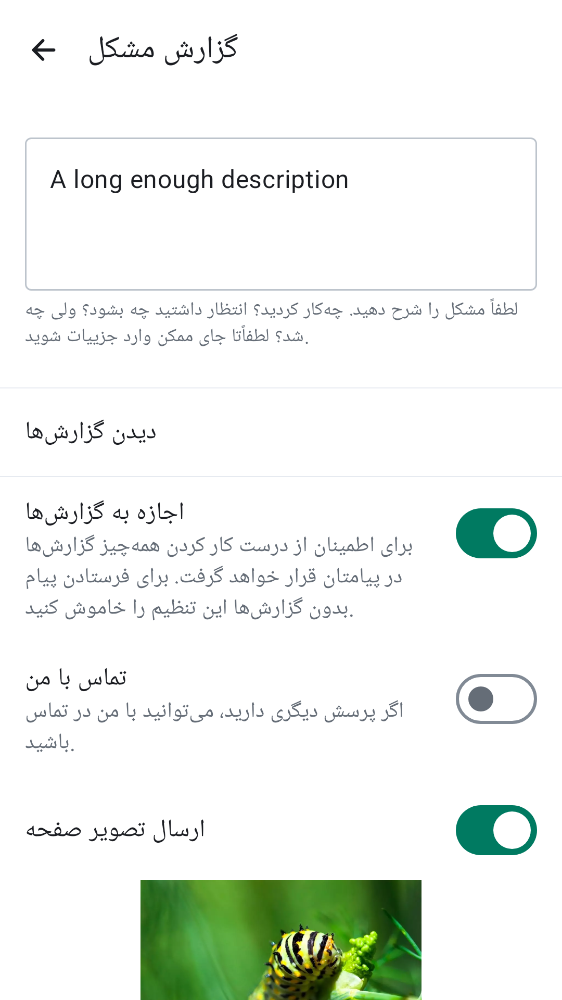 گزارش مشکل
A long enough description
لطفاً مشکل را شرح دهید. چه‌کار کردید؟ انتظار داشتید چه بشود؟ ولی چه
شد؟ لطفاًتا جای ممکن وارد جزییات شوید.
دیدن گزارش‌ها
اجازه به گزارش‌ها
برای اطمینان از درست کار کردن همه‌چیز گزارش‌ها
در پیامتان قرار خواهد گرفت. برای فرستادن پیام
بدون گزارش‌ها این تنظیم را خاموش کنید.
تماس با من
اگر پرسش دیگری دارید، می‌توانید با من در تماس
باشید.
ارسال تصویر صفحه